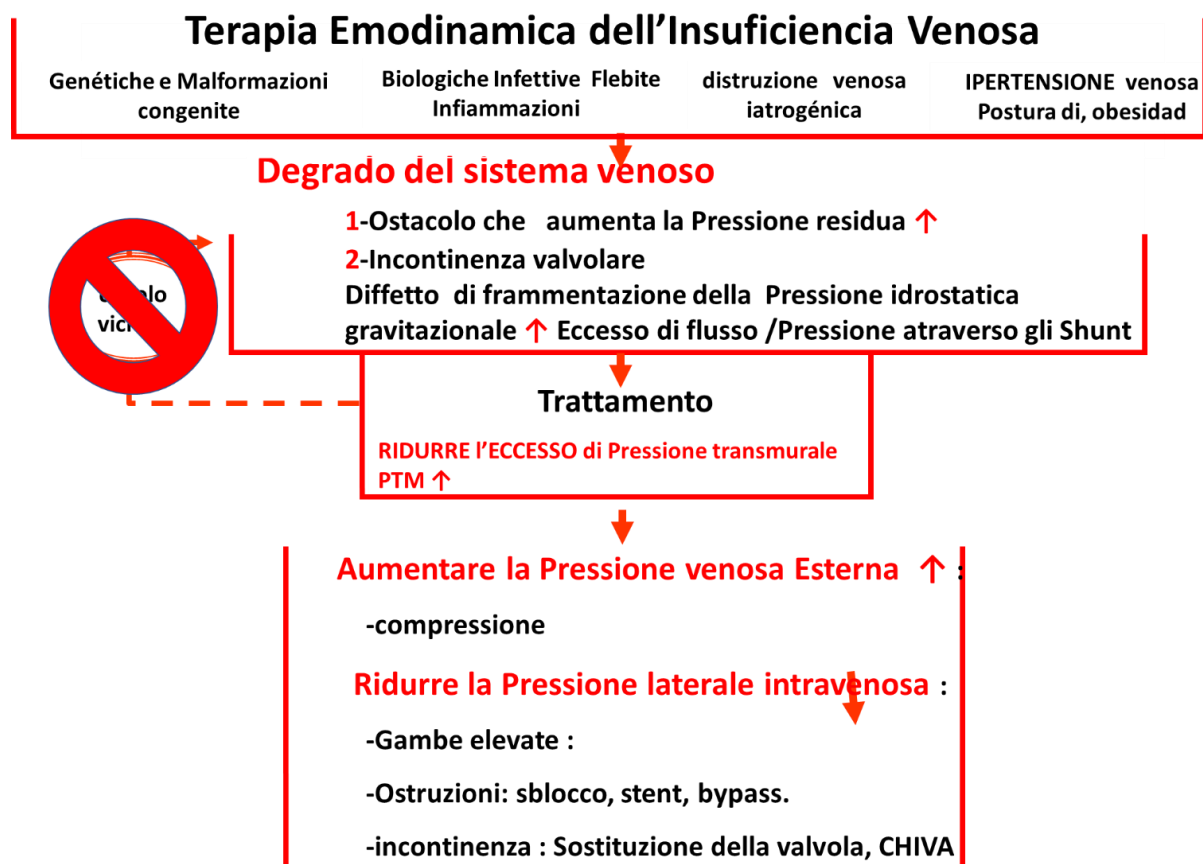 Terapia Emodinamica dell'Insuficiencia Venosa
Genétiche e Malformazioni
congenite
Biologiche Infettive Flebite
Infiammazioni
distruzione venosa
iatrogénica
IPERTENSIONE venosa
Postura di, obesidad
Degrado del sistema venoso
1-Ostacolo che aumenta la Pressione residua ↑
2-Incontinenza valvolare
Diffetto di frammentazione della Pressione idrostatica
gravitazionale ↑ Eccesso di flusso /Pressione atraverso gli Shunt
Trattamento
RIDURRE l'ECCESSO di Pressione transmurale
PTM ↑
Aumentare la Pressione venosa Esterna ↑ :
-compressione
Ridurre la Pressione laterale intravenosa :
-Gambe elevate :
-Ostruzioni: sblocco, stent, bypass.
-incontinenza : Sostituzione della valvola, CHIVA